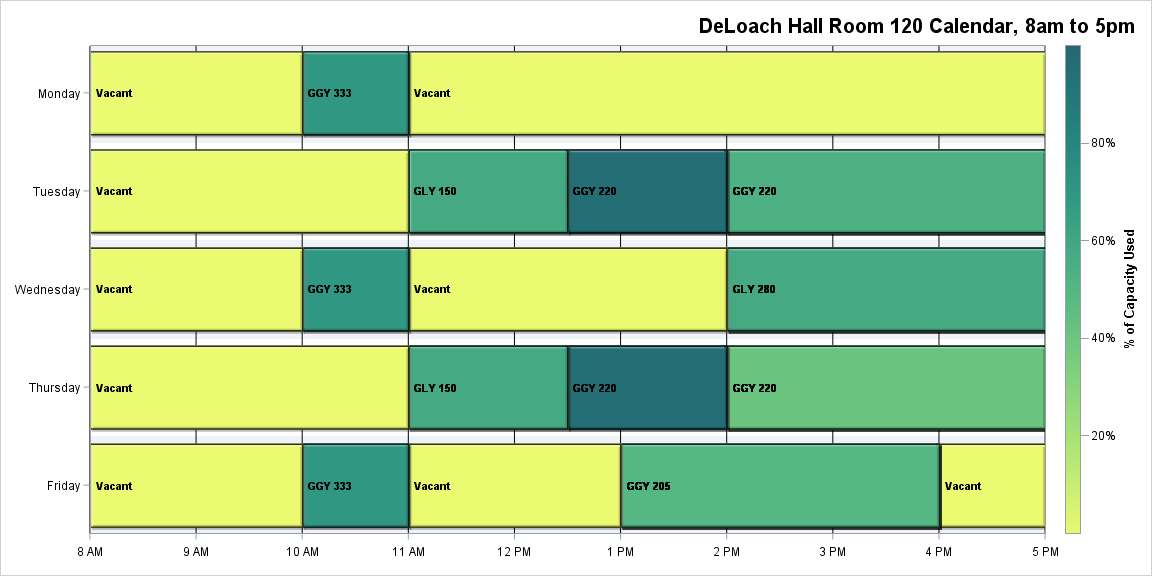 DeLoach Hall Room 120 Calendar, 8am to 5pm
Monday
Vacant
GGY 333
Vacant
Tuesday
Vacant
GLY 150
GGY 220
GGY 220
Wednesday
Vacant
GGY 333
Vacant
GLY 280
Thursday
Vacant
GLY 150
GGY 220
GGY 220
Friday
Vacant
GGY 333
Vacant
GGY 205
Vacant
8 AM
9 AM
10 AM
11 AM
12 PM
1 PM
2 PM
3 PM
4 PM
5 PM
80%
60%
40%
20%
% of Capacity Used